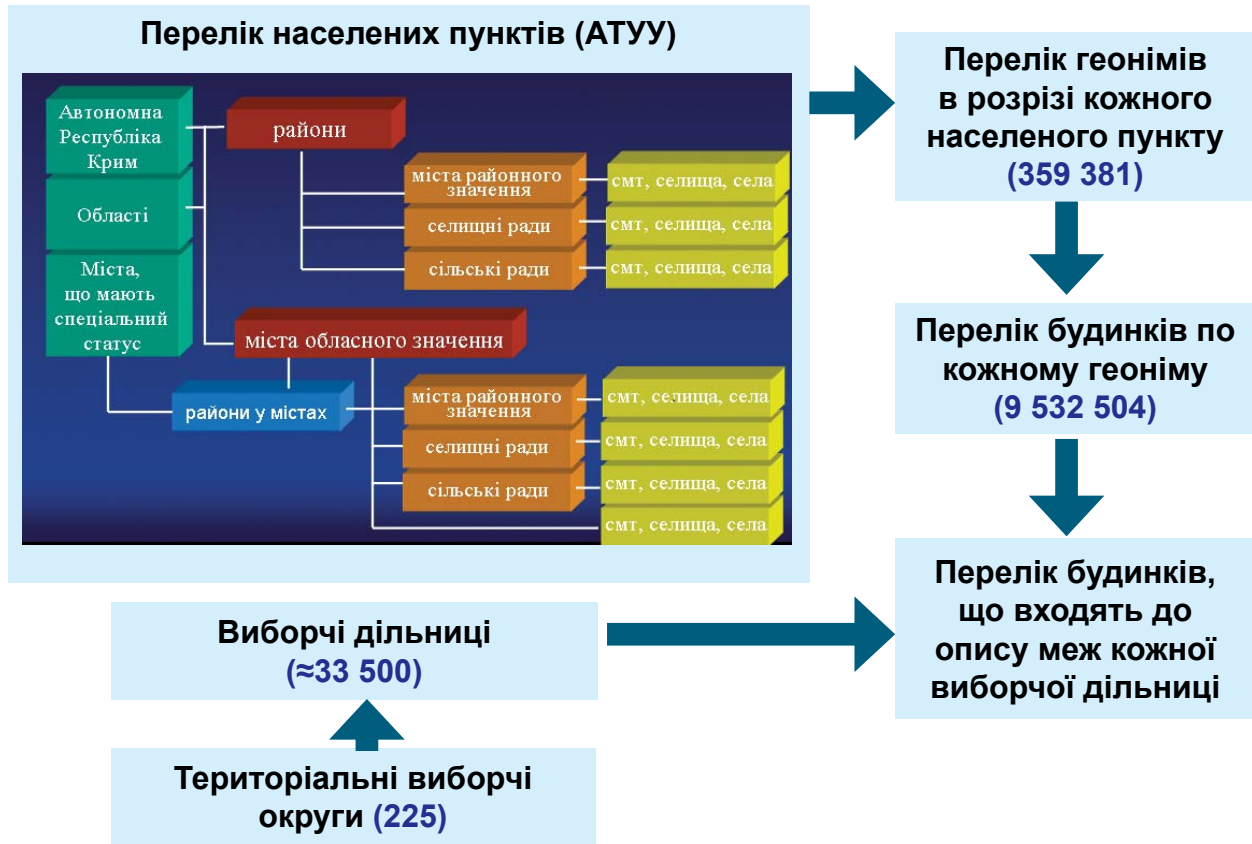 Перелік населених пунктів (АТУУ)
Автономна
Республіка
Крим
Області
Міста,
що мають
спеціальний
статус
райони
міста районного
значення
смт, селища, села
селищні ради
смт, селища, села
сільські ради
смт, селища, села
міста обласного значення
райони у містах
міста районного
значення
смт, селища, села
селищні ради
смт, селища, села
сільські ради
смт, селища, села
смт, селища, села
Перелік геонімів
в розрізі кожного
населеного пункту
(359 381)
Перелік будинків по
кожному геоніму
(9 532 504)
Перелік будинків,
що входять до
опису меж кожної
виборчої дільниці
Виборчі дільниці
(≈33 500)
Територіальні виборчі
округи (225)